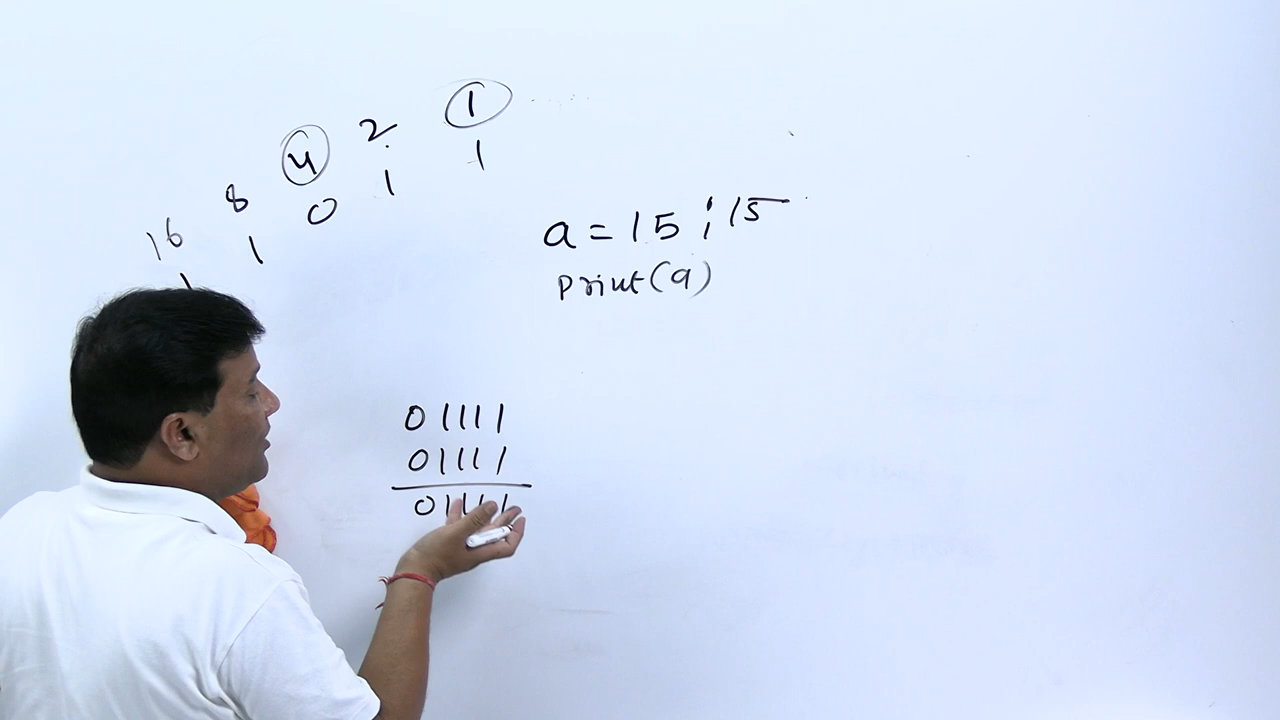 16 8 4 2 1
1 1 0 1 1
a = 15 ; 15
print(a)
01111
01111
01111